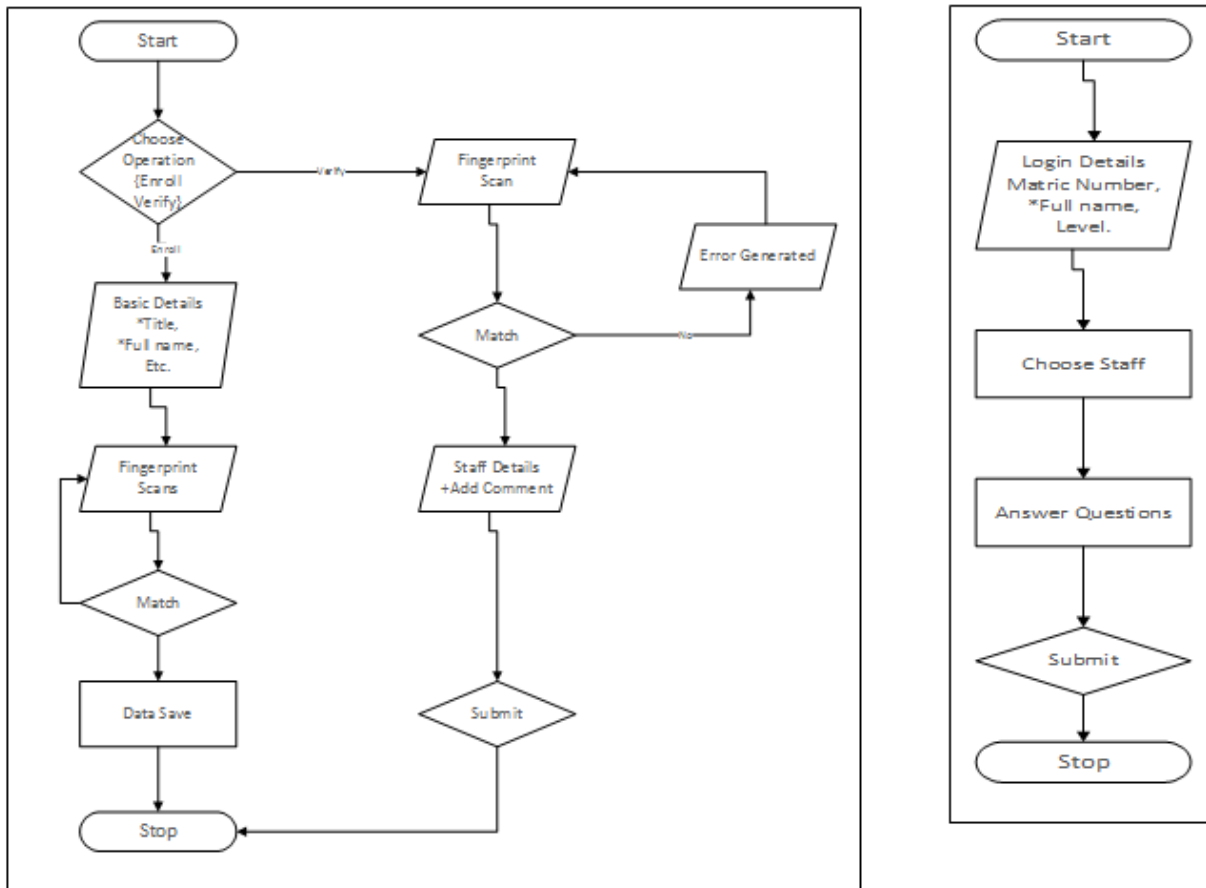 Start
Choose
Operation
{Enroll
Verify}
Verify
Fingerprint
Scan
Error Generated
Enroll
Basic Details
*Title,
*Full name,
Etc.
Match
No
Fingerprint
Scans
Staff Details
+Add Comment
Match
Data Save
Submit
Stop
Start
Login Details
Matric Number,
*Full name,
Level.
Choose Staff
Answer Questions
Submit
Stop